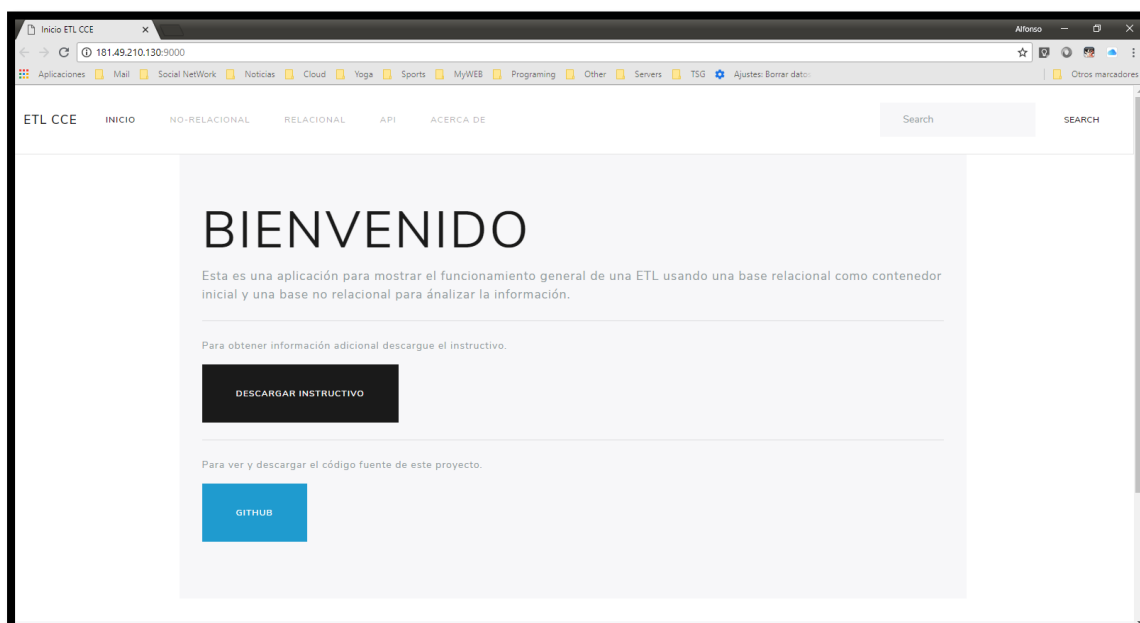 Inicio ETL CCE
Alfonso
181.49.210.130:9000
Aplicaciones Mail Social NetWork Noticias Cloud Yoga Sports MyWEB Programing Other Servers TSG Ajustes: Borrar datos Otros marcadores
ETL CCE INICIO NO-RELACIONAL RELACIONAL API ACERCA DE Search SEARCH
BIENVENIDO
Esta es una aplicación para mostrar el funcionamiento general de una ETL usando una base relacional como contenedor
inicial y una base no relacional para ánalizar la información.
Para obtener información adicional descargue el instructivo.
DESCARGAR INSTRUCTIVO
Para ver y descargar el código fuente de este proyecto.
GITHUB